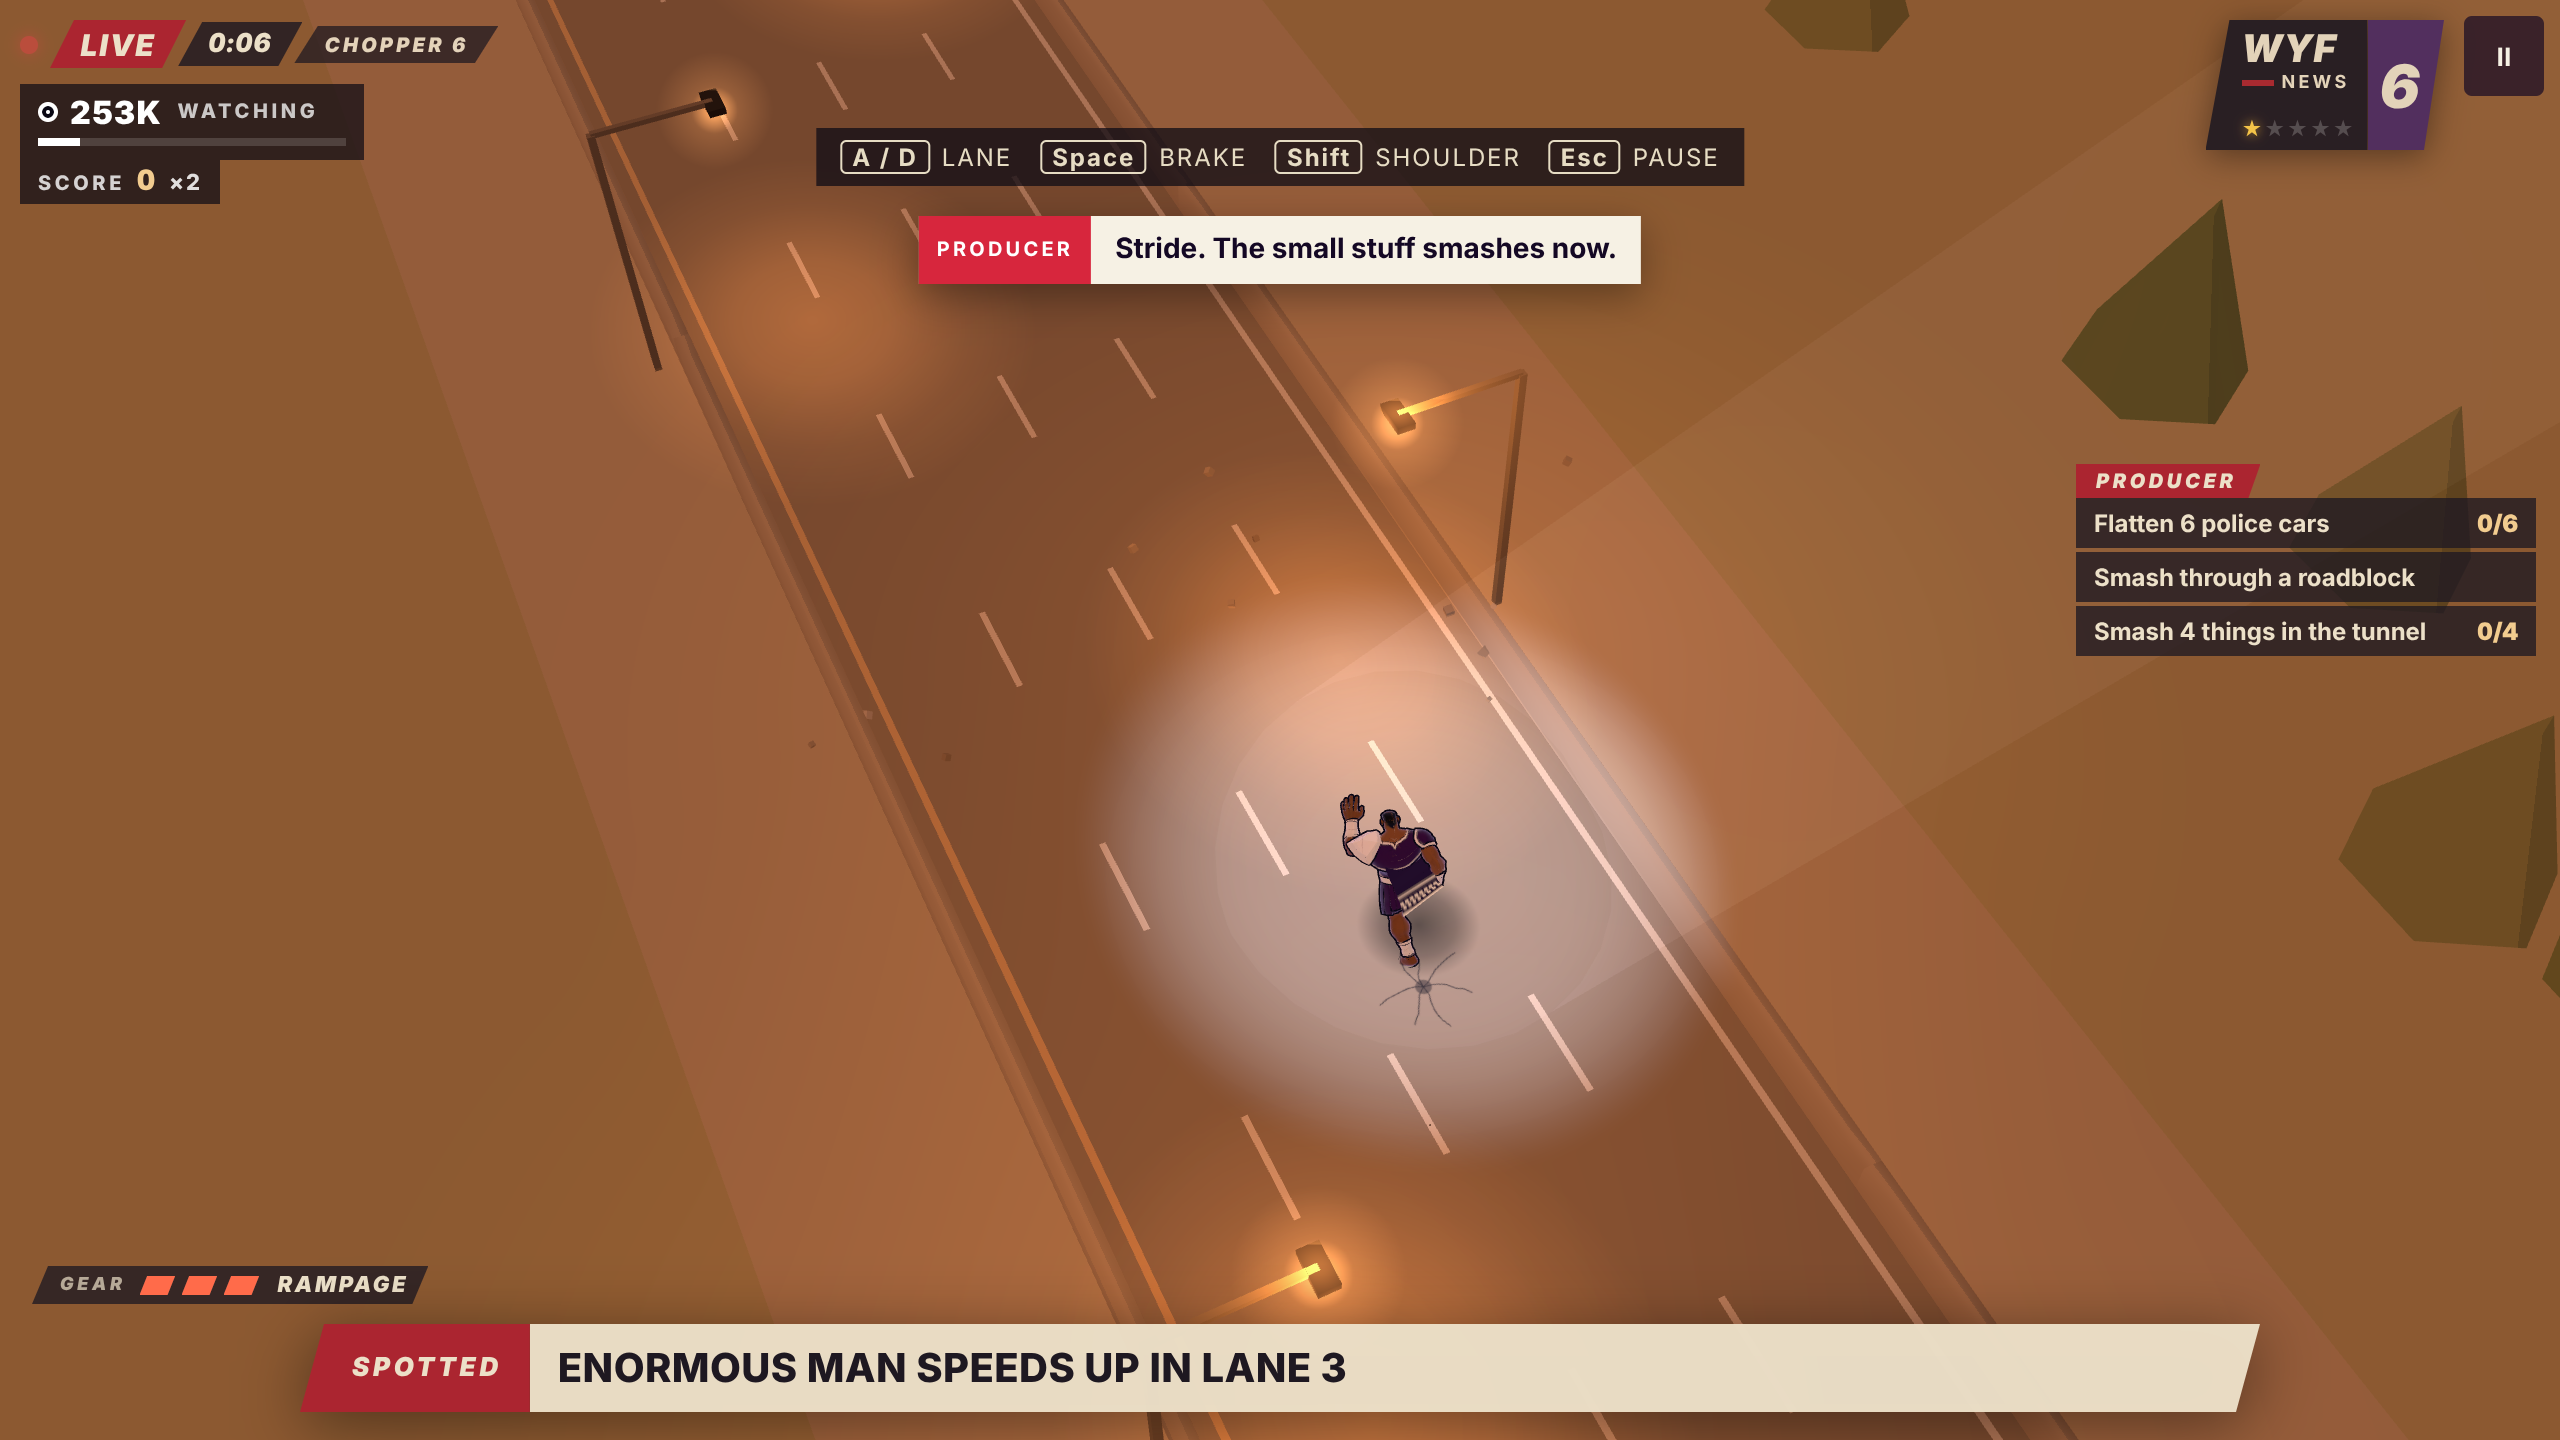 LIVE 0:06 CHOPPER 6
253K WATCHING
SCORE 0 ×2
A / D LANE Space BRAKE Shift SHOULDER Esc PAUSE
PRODUCER Stride. The small stuff smashes now.
WYF
NEWS
6
PRODUCER
Flatten 6 police cars 0/6
Smash through a roadblock
Smash 4 things in the tunnel 0/4
GEAR RAMPAGE
SPOTTED ENORMOUS MAN SPEEDS UP IN LANE 3